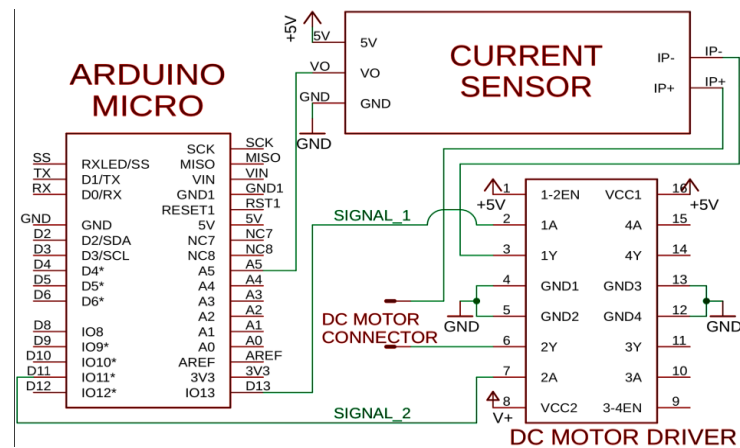 +5V
5V
5V
VO
VO
GND
GND
GND
CURRENT
SENSOR
IP-
IP-
IP+
IP+
ARDUINO
MICRO
SS
RXLED/SS
SCK
SCK
TX
D1/TX
MISO
MISO
RX
D0/RX
VIN
VIN
GND1
GND1
RESET1
RST1
GND
GND
5V
5V
D2
D2/SDA
NC7
NC7
D3
D3/SCL
NC8
NC8
D4
D4*
A5
A5
D5
D5*
A4
A4
D6
D6*
A3
A3
A2
A2
D8
IO8
A1
A1
D9
IO9*
A0
A0
D10
IO10*
AREF
AREF
D11
IO11*
3V3
3V3
D12
IO12*
IO13
D13
SIGNAL_1
SIGNAL_2
DC MOTOR
CONNECTOR
GND
+5V
1
1-2EN
VCC1
16
+5V
2
1A
4A
15
3
1Y
4Y
14
4
GND1
GND3
13
5
GND2
GND4
12
GND
6
2Y
3Y
11
7
2A
3A
10
V+
8
VCC2
3-4EN
9
DC MOTOR DRIVER